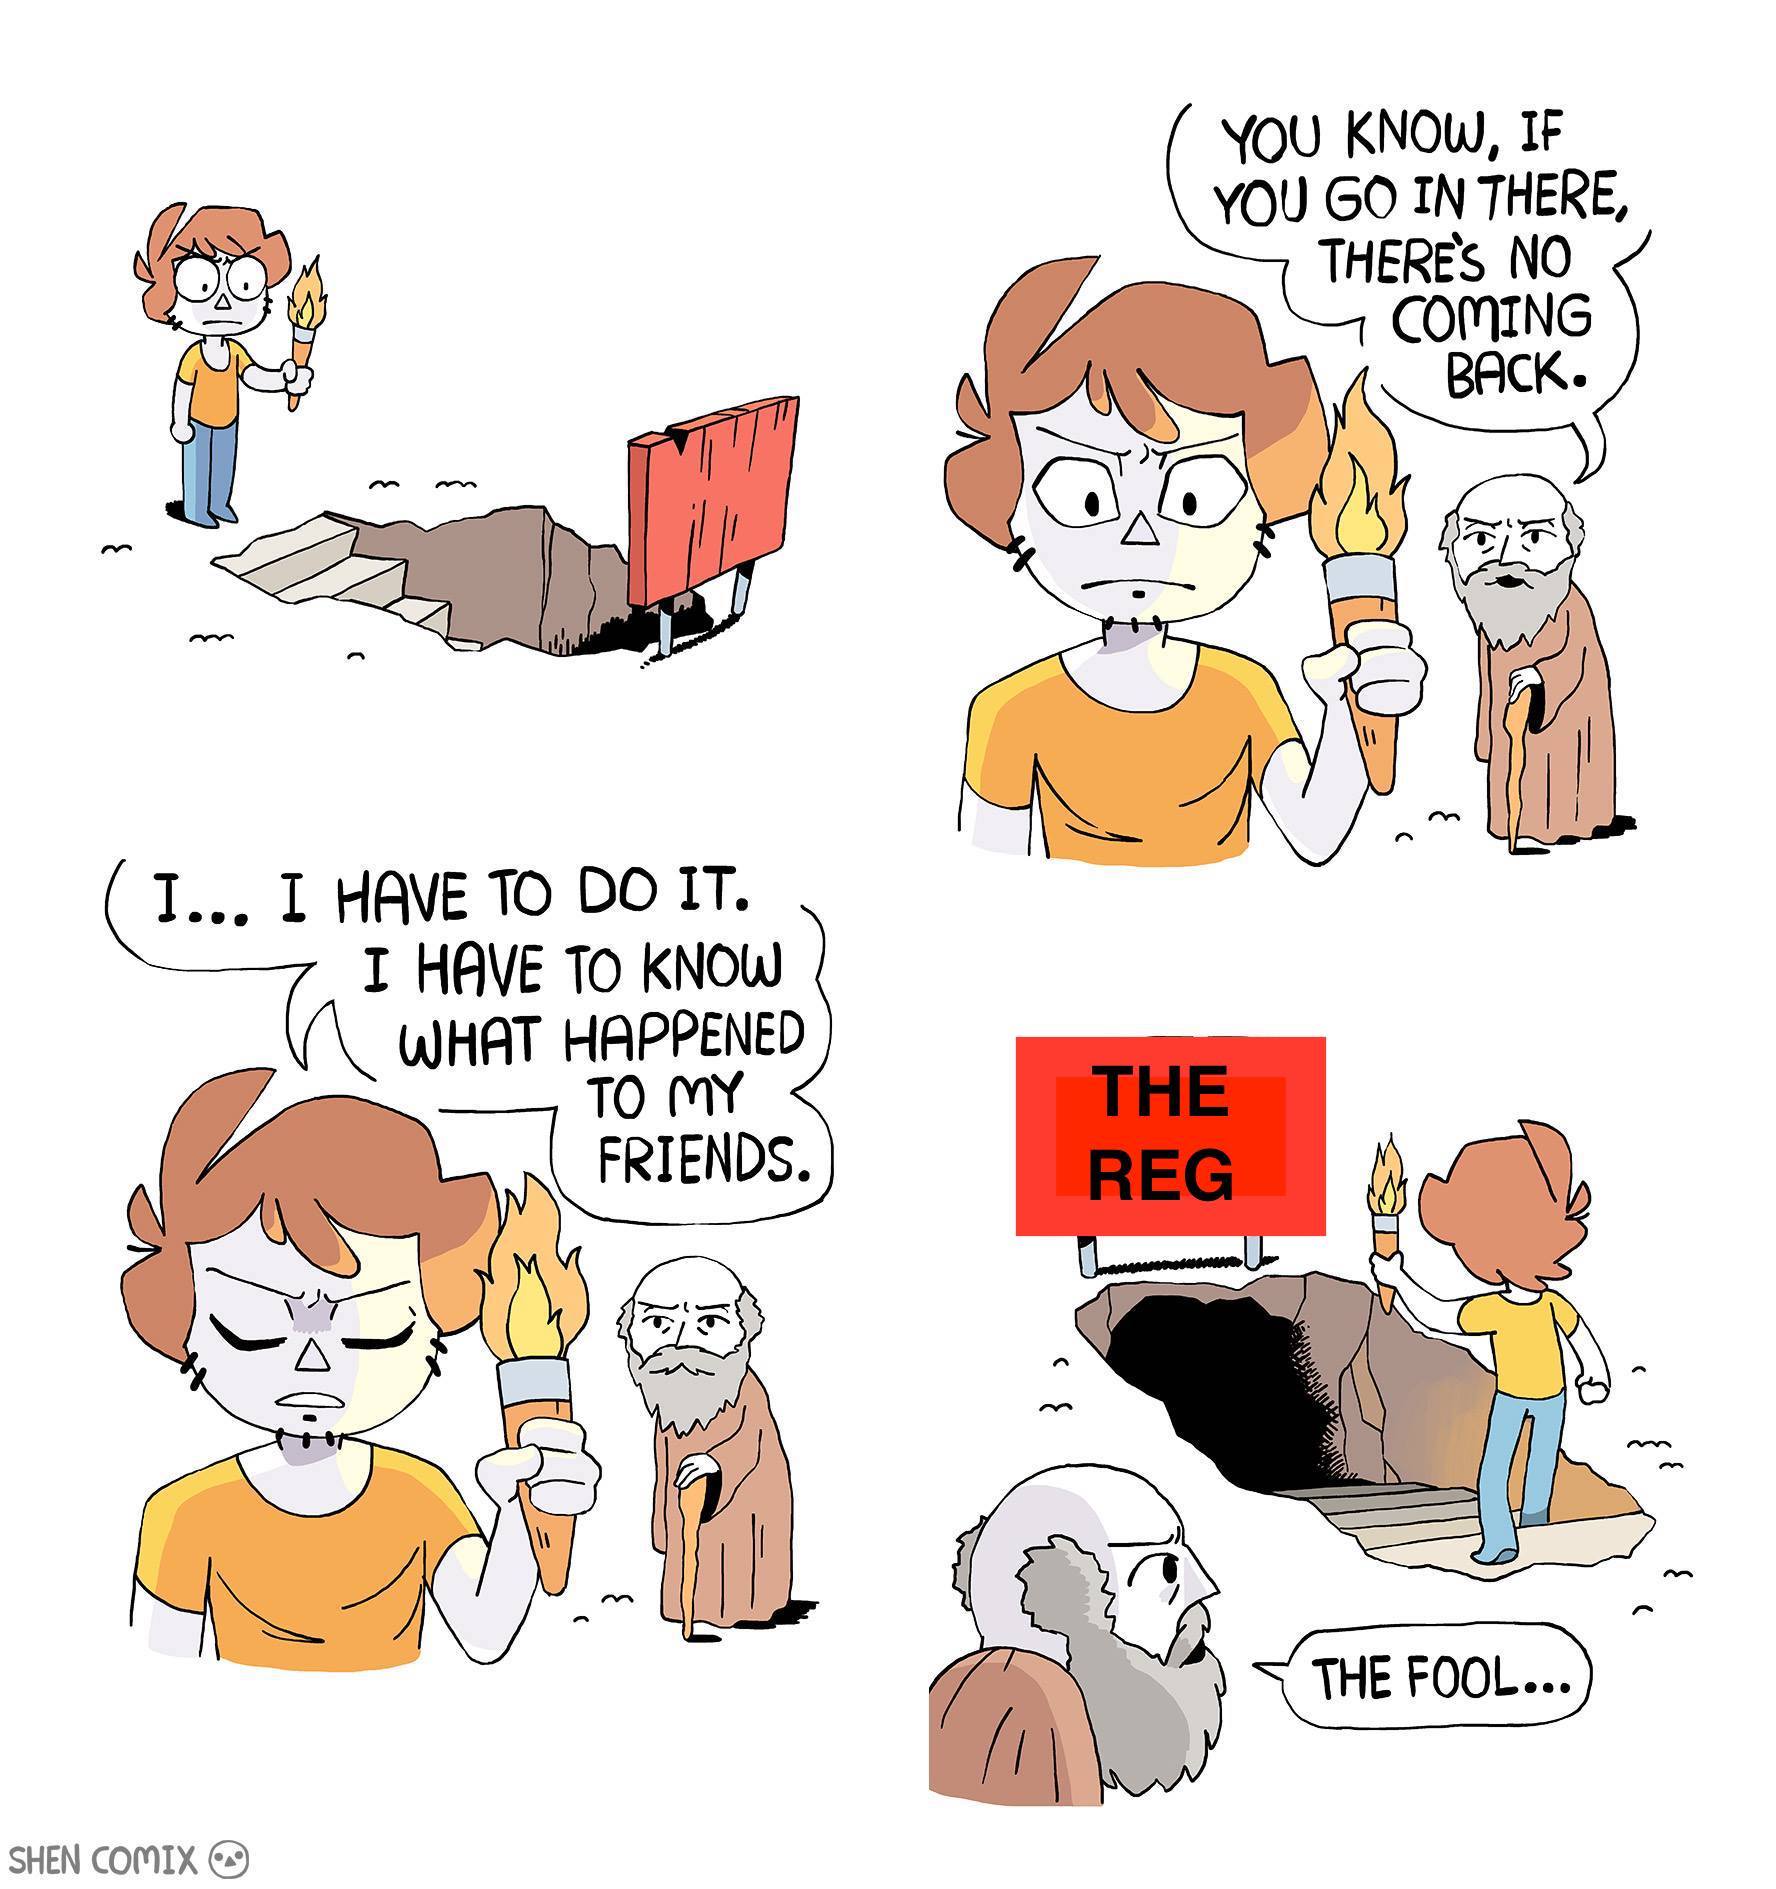 YOU KNOW, IF
YOU GO IN THERE,
THERE'S NO
COMING
BACK.
I... I HAVE TO DO IT.
I HAVE TO KNOW
WHAT HAPPENED
TO MY
FRIENDS.
THE
REG
THE FOOL...
SHEN COMIX